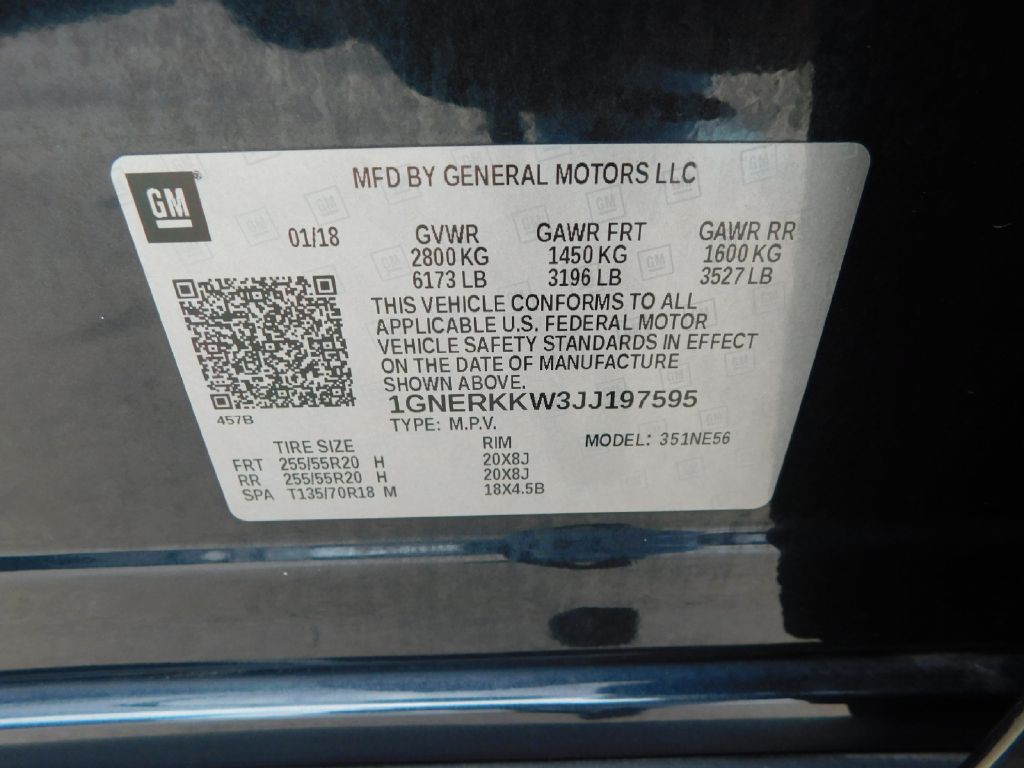 MFD BY GENERAL MOTORS LLC
GM ®
01/18 GVWR GAWR FRT GAWR RR
2800 KG 1450 KG 1600 KG
6173 LB 3196 LB 3527 LB
THIS VEHICLE CONFORMS TO ALL
APPLICABLE U.S. FEDERAL MOTOR
VEHICLE SAFETY STANDARDS IN EFFECT
ON THE DATE OF MANUFACTURE
SHOWN ABOVE.
1GNERKKW3JJ197595
457B
TYPE: M.P.V.
TIRE SIZE RIM MODEL: 351NE56
FRT 255/55R20 H 20X8J
RR 255/55R20 H 20X8J
SPA T135/70R18 M 18X4.5B